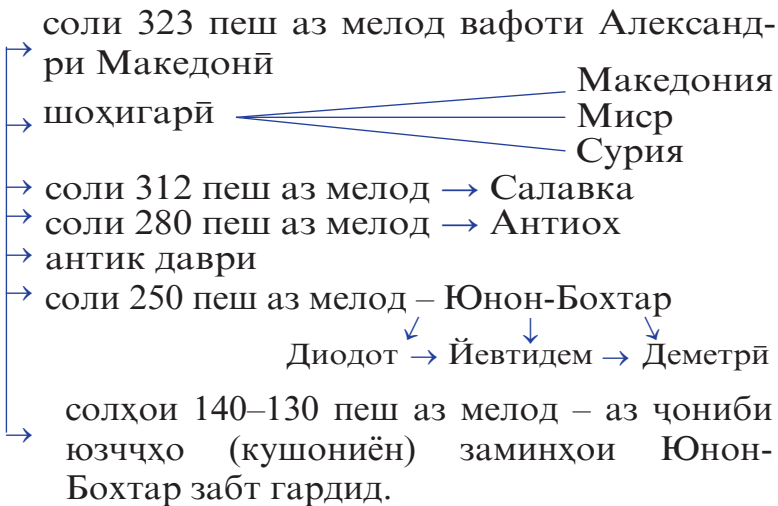 соли 323 пеш аз мелод вафоти Александ-
ри Македонӣ
шоҳигарӣ
Македония
Миср
Сурия
соли 312 пеш аз мелод → Салавка
соли 280 пеш аз мелод → Антиох
антик даври
соли 250 пеш аз мелод – Юнон-Бохтар
Диодот → Йевтидем → Деметрӣ
солҳои 140–130 пеш аз мелод – аз ҷониби
юэҷҷҳо (кушониён) заминҳои Юнон-
Бохтар забт гардид.